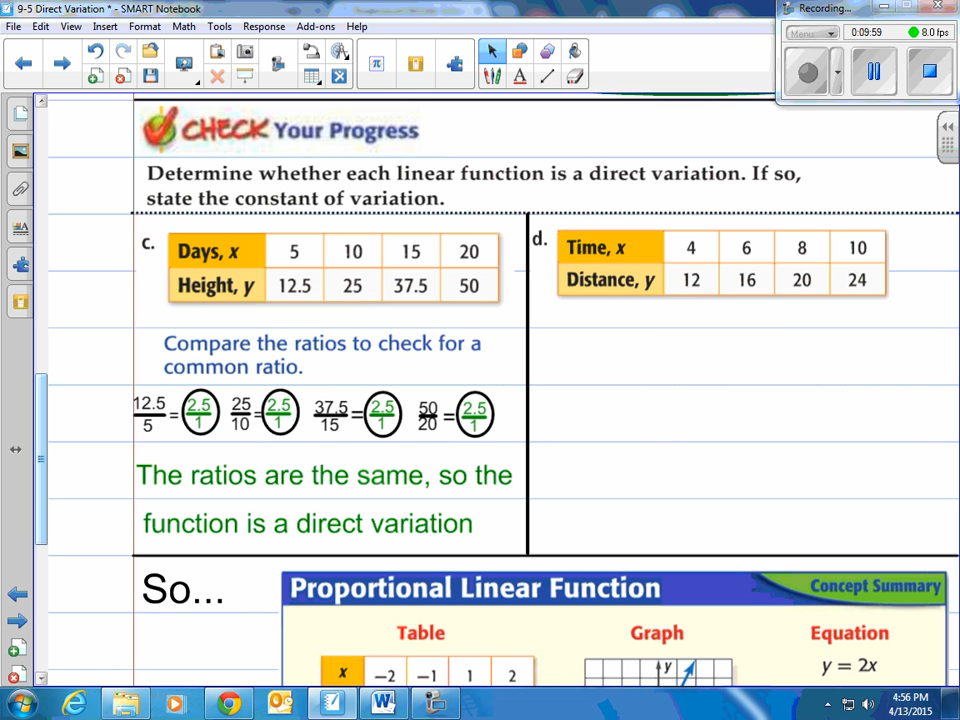 9-5 Direct Variation * - SMART Notebook
Recording...
File Edit View Insert Format Math Tools Response Add-ons Help
Menu 0:09:59 8.0 fps
CHECK Your Progress
Determine whether each linear function is a direct variation. If so,
state the constant of variation.
c.
Days, x 5 10 15 20
Height, y 12.5 25 37.5 50
d.
Time, x 4 6 8 10
Distance, y 12 16 20 24
Compare the ratios to check for a
common ratio.
12.5/5 = 2.5/1 25/10 = 2.5/1 37.5/15 = 2.5/1 50/20 = 2.5/1
The ratios are the same, so the
function is a direct variation
So...
Proportional Linear Function
Concept Summary
Table Graph Equation
x −2 −1 1 2
y
y = 2x
4:56 PM
4/13/2015